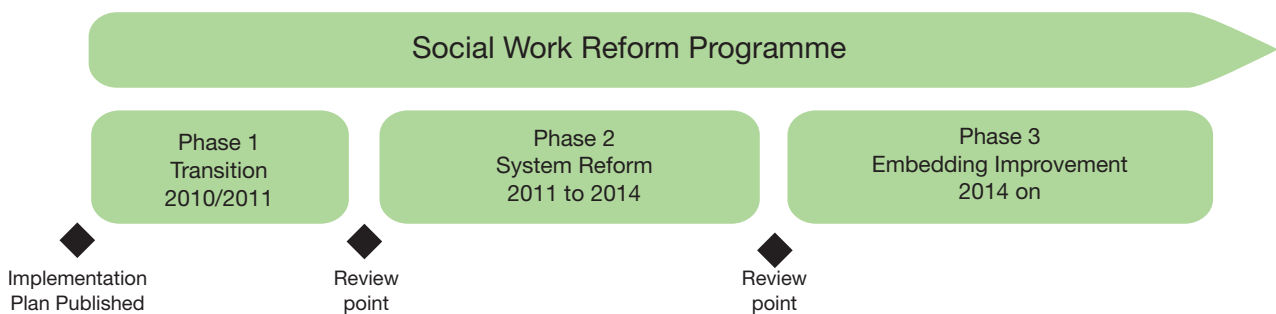 Social Work Reform Programme
Phase 1
Transition
2010/2011
Phase 2
System Reform
2011 to 2014
Phase 3
Embedding Improvement
2014 on
Implementation
Plan Published
Review
point
Review
point